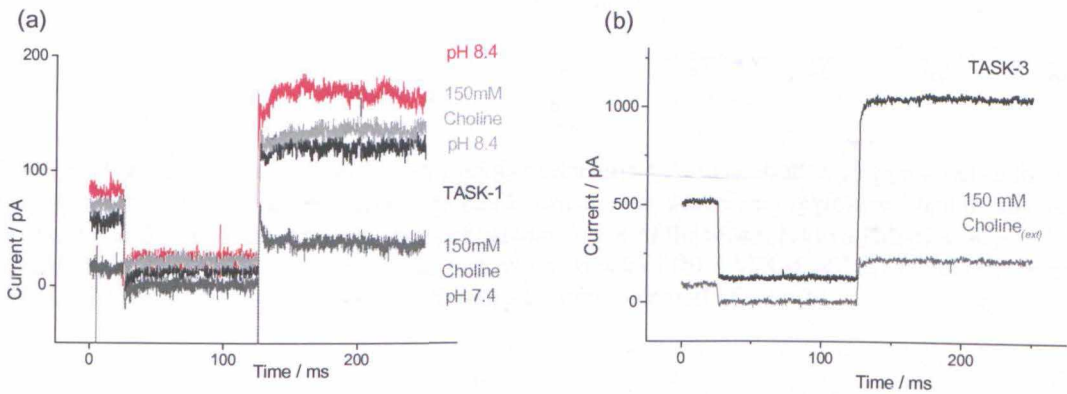 (a)
pH 8.4
150mM
Choline
pH 8.4
TASK-1
150mM
Choline
pH 7.4
200
100
0
Current / pA
0
100
200
Time / ms
(b)
TASK-3
150 mM
Choline(ext)
1000
500
0
Current / pA
0
100
200
Time / ms